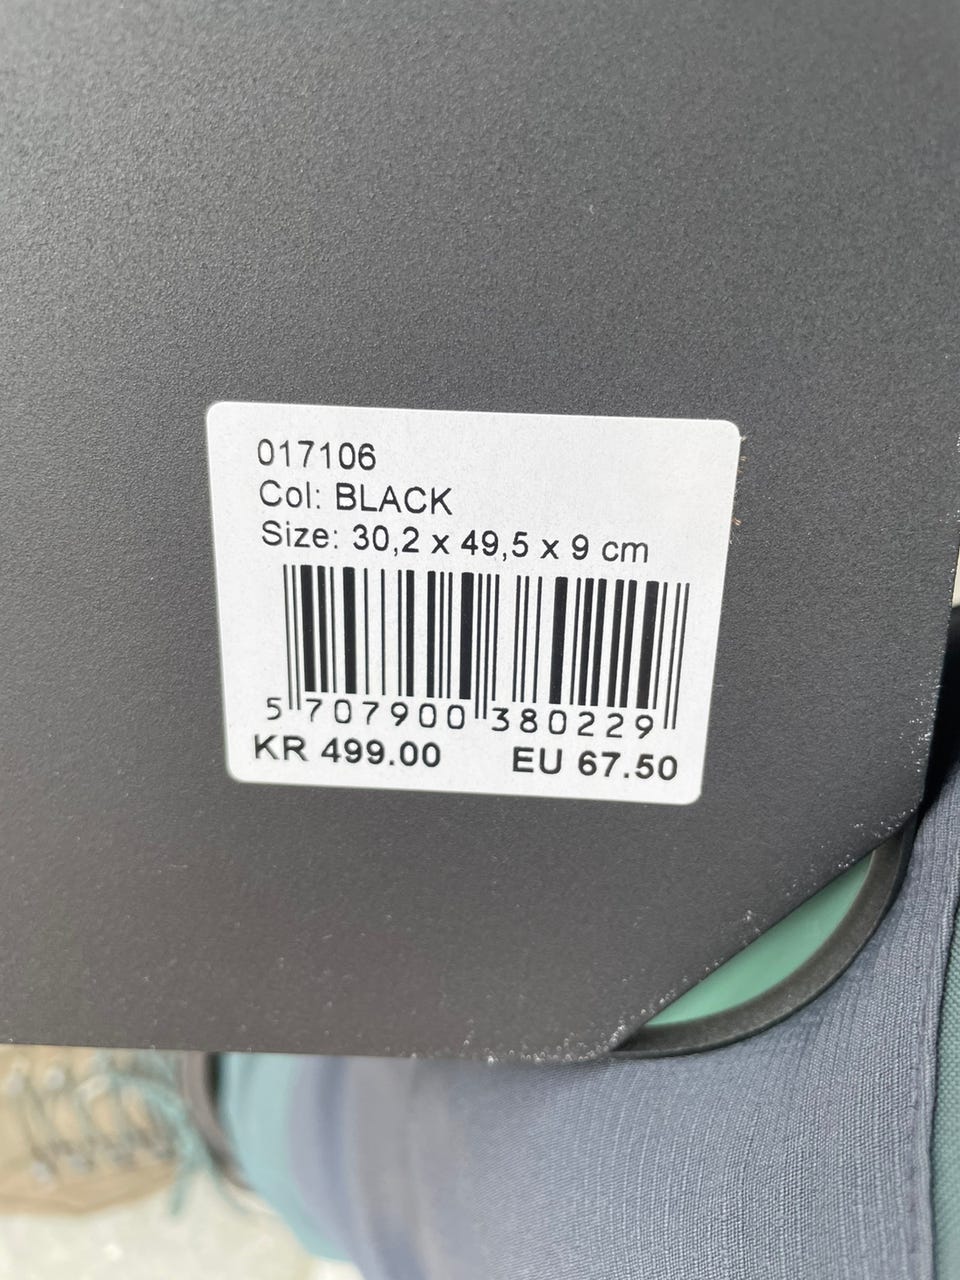 017106
Col: BLACK
Size: 30,2 x 49,5 x 9 cm
5 707900 380229
KR 499.00 EU 67.50